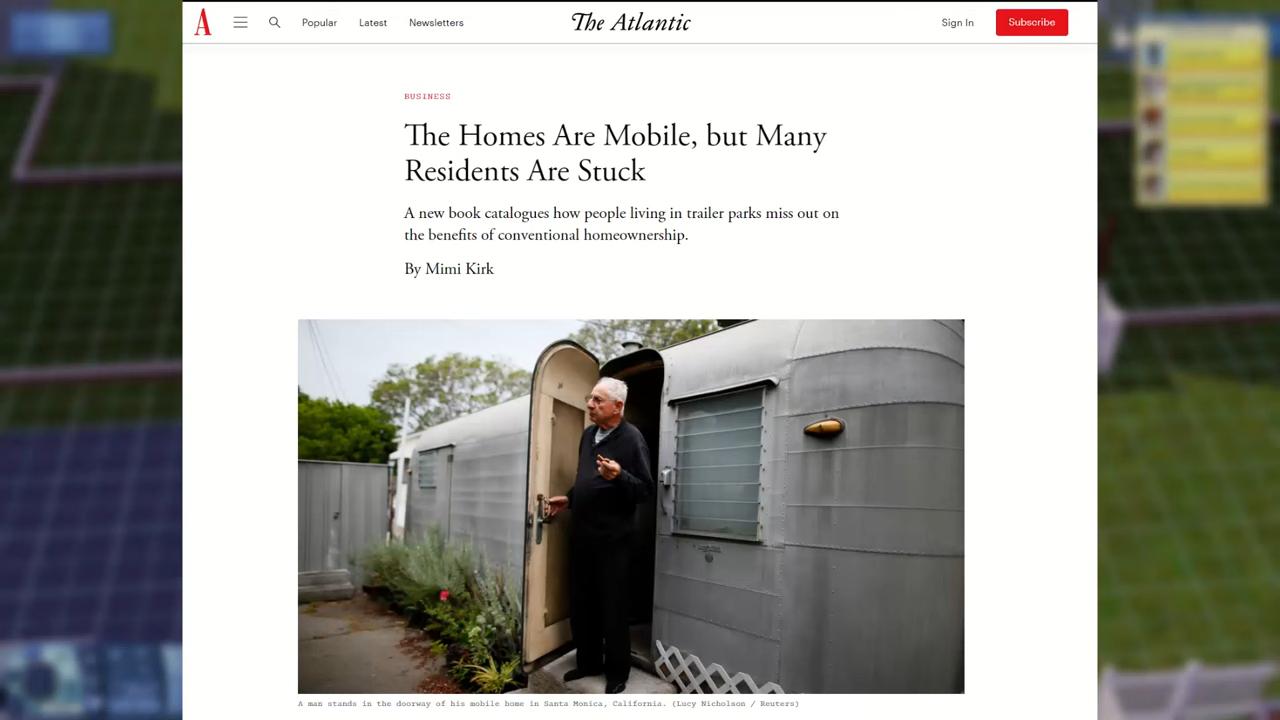 A Popular Latest Newsletters The Atlantic Sign In Subscribe
BUSINESS
The Homes Are Mobile, but Many
Residents Are Stuck
A new book catalogues how people living in trailer parks miss out on
the benefits of conventional homeownership.
By Mimi Kirk
A man stands in the doorway of his mobile home in Santa Monica, California. (Lucy Nicholson / Reuters)